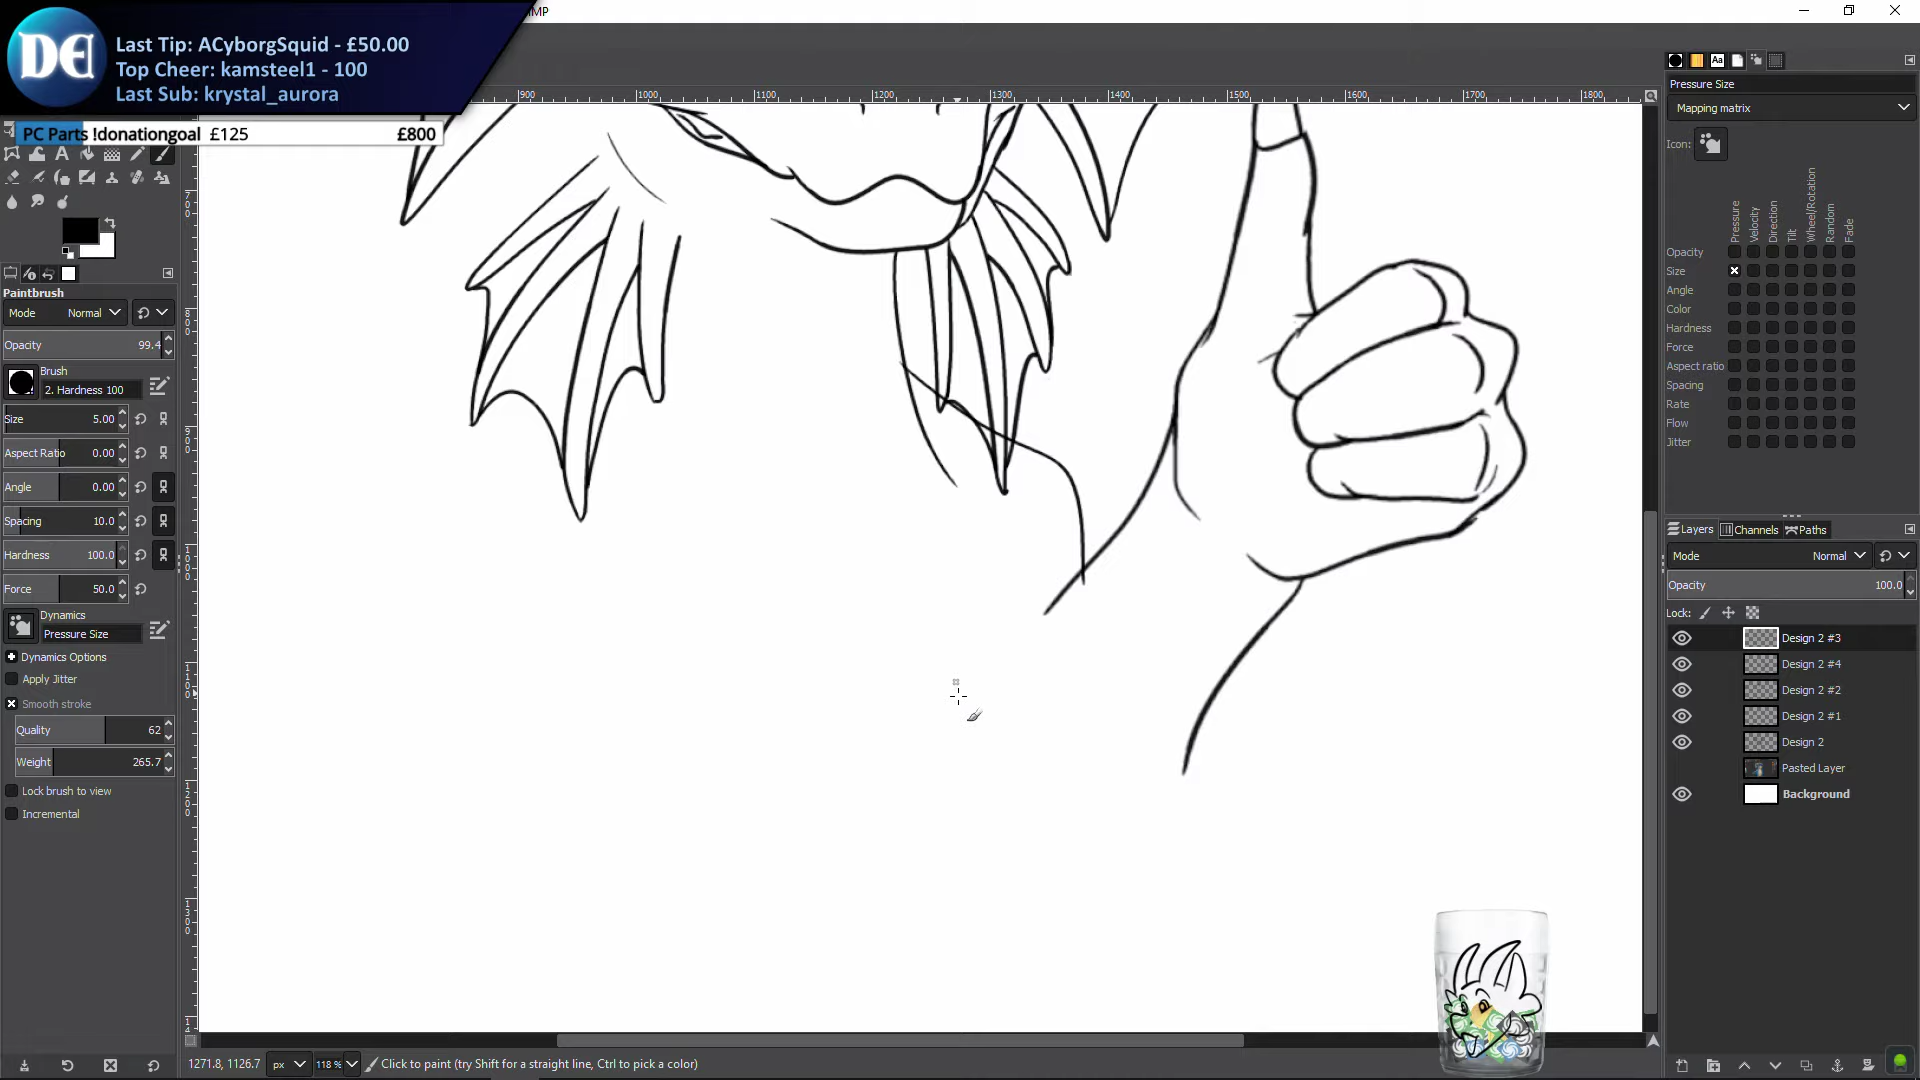 MP
DE
Last Tip: ACyborgSquid - £50.00
Top Cheer: kamsteel1 - 100
Last Sub: krystal_aurora
PC Parts !donationgoal £125 £800
900 1000 1100 1200 1300 1400 1500 1600 1700 1800
Paintbrush
Mode Normal
Opacity 99.4
Brush
2. Hardness 100
Size 5.00
Aspect Ratio 0.00
Angle 0.00
Spacing 10.0
Hardness 100.0
Force 50.0
Dynamics
Pressure Size
Dynamics Options
Apply Jitter
Smooth stroke
Quality 62
Weight 265.7
Lock brush to view
Incremental
Aa
Pressure Size
Mapping matrix
Icon:
Pressure
Velocity
Direction
Tilt
Wheel/Rotation
Random
Fade
Opacity
Size
Angle
Color
Hardness
Force
Aspect ratio
Spacing
Rate
Flow
Jitter
Layers Channels Paths
Mode Normal
Opacity 100.0
Lock:
Design 2 #3
Design 2 #4
Design 2 #2
Design 2 #1
Design 2
Pasted Layer
Background
1271.8, 1126.7 px 118 % Click to paint (try Shift for a straight line, Ctrl to pick a color)